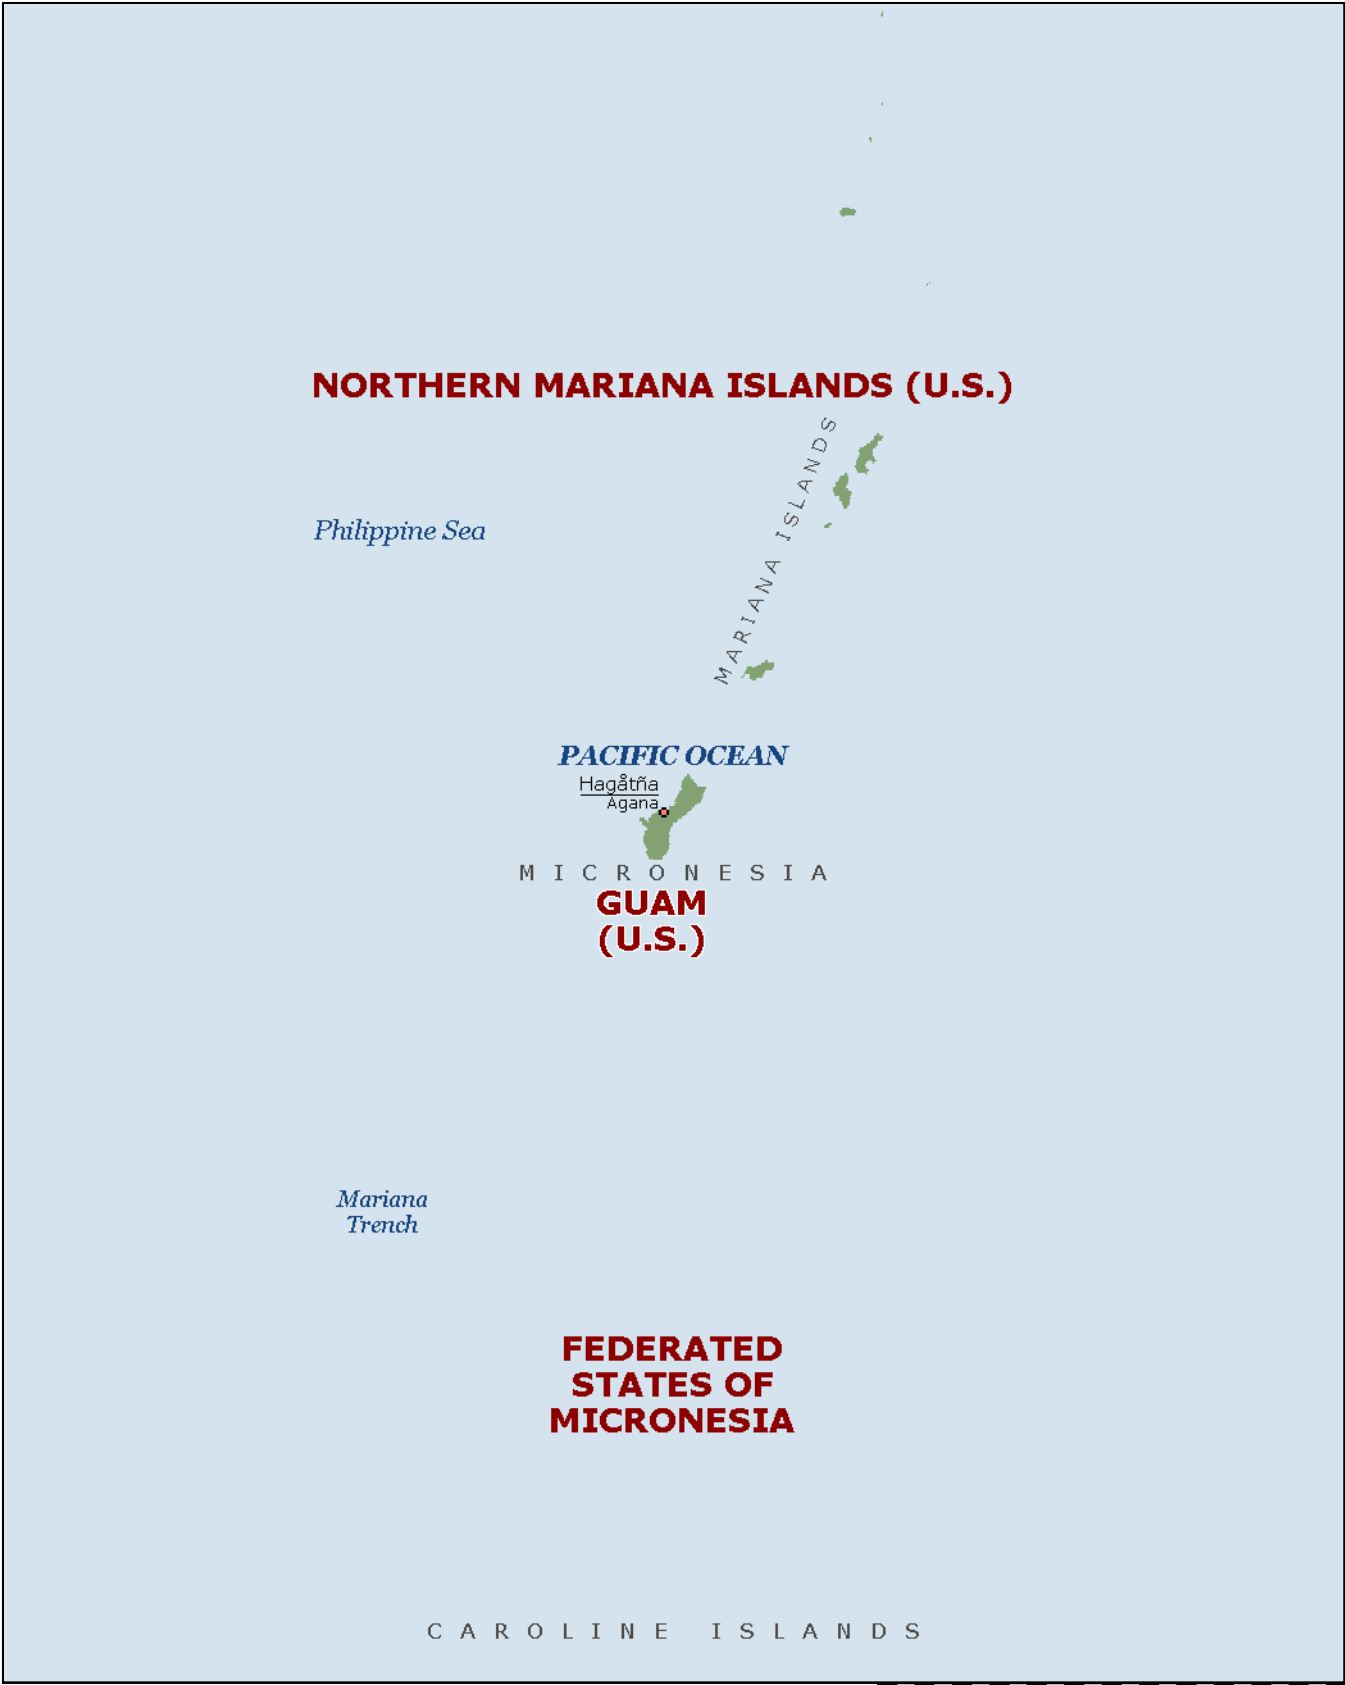 NORTHERN MARIANA ISLANDS (U.S.)
MARIANA ISLANDS
Philippine Sea
PACIFIC OCEAN
Hagåtña
Agana
MICRONESIA
GUAM
(U.S.)
Mariana
Trench
FEDERATED
STATES OF
MICRONESIA
CAROLINE ISLANDS